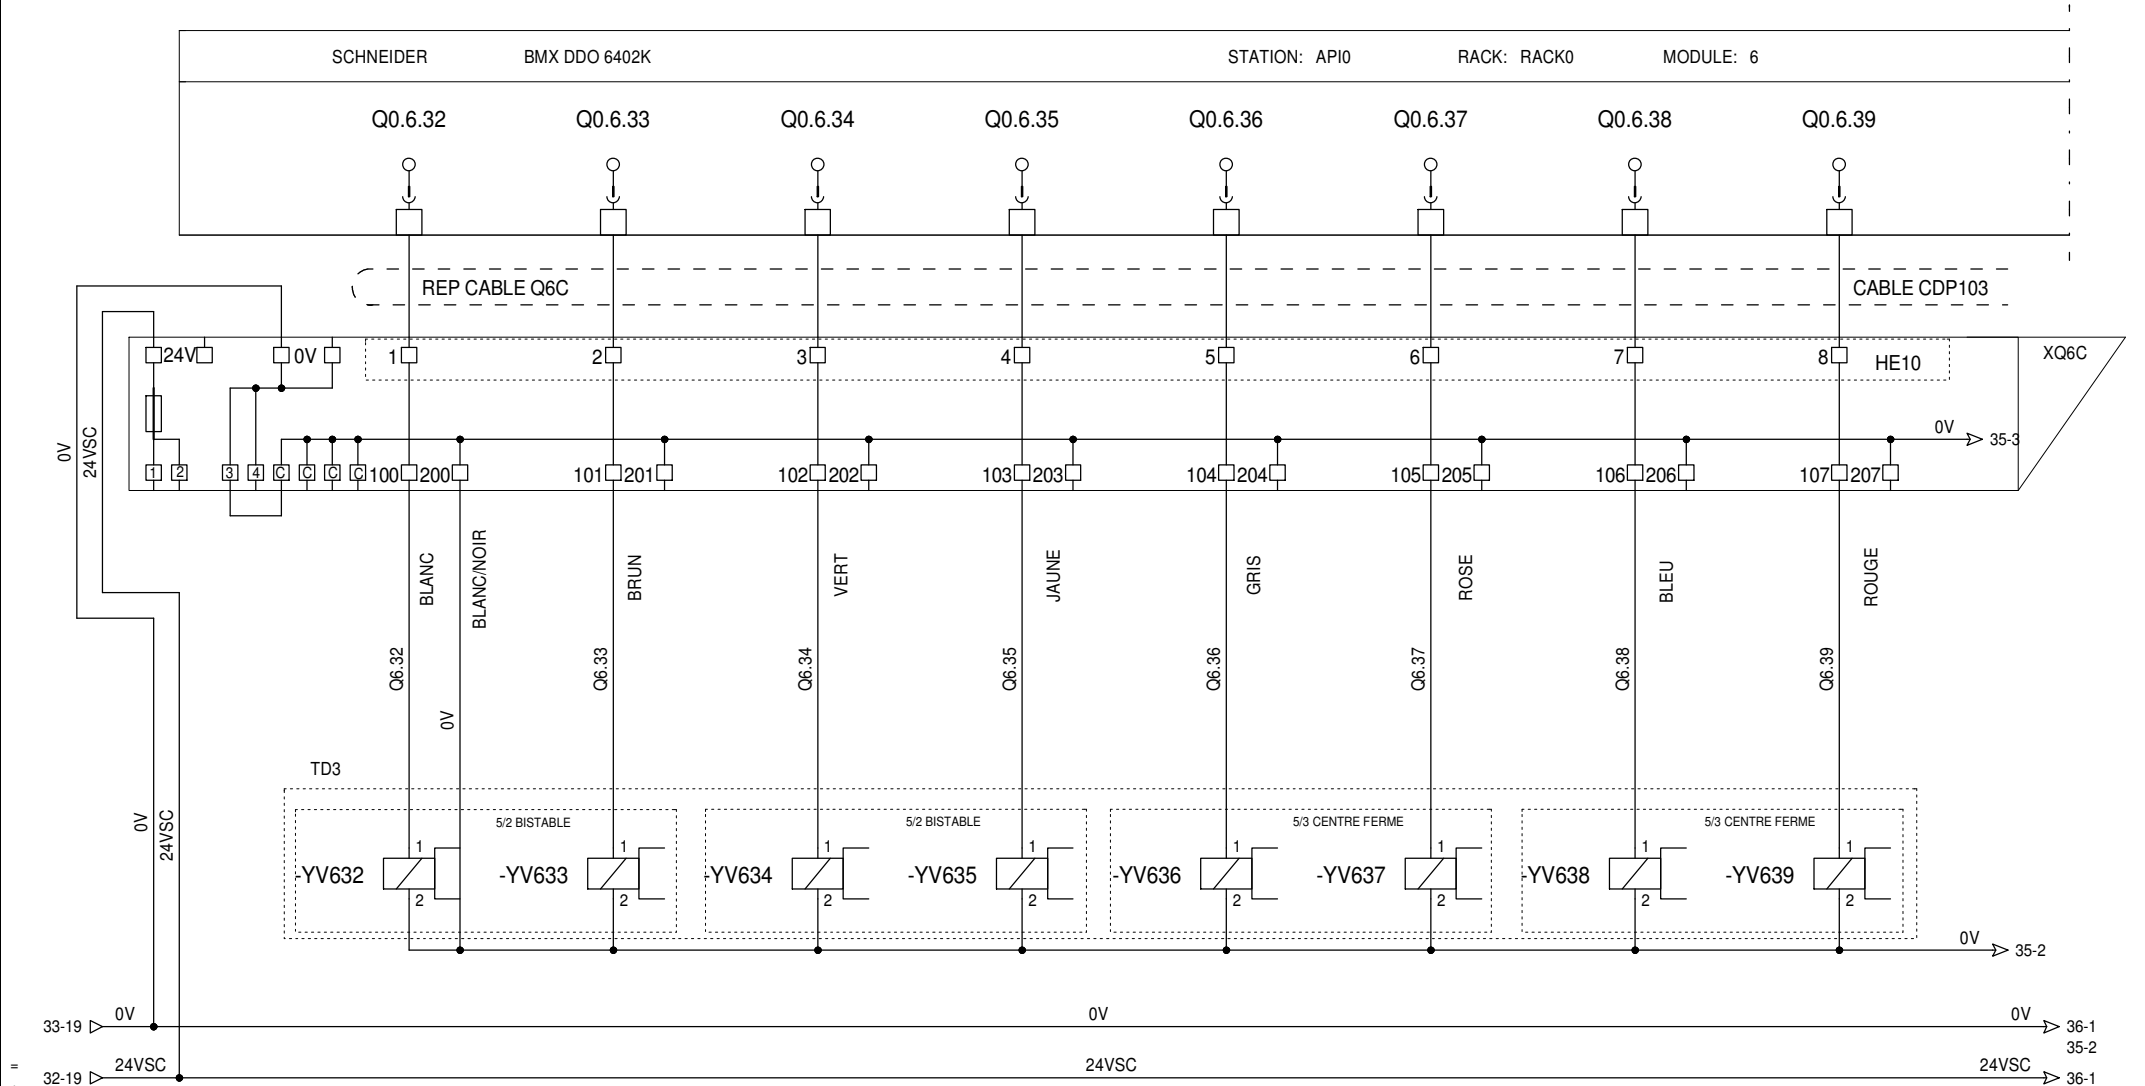 SCHNEIDER BMX DDO 6402K STATION: API0 RACK: RACK0 MODULE: 6
Q0.6.32 Q0.6.33 Q0.6.34 Q0.6.35 Q0.6.36 Q0.6.37 Q0.6.38 Q0.6.39
REP CABLE Q6C CABLE CDP103
24V 0V 1 2 3 4 5 6 7 8 HE10 XQ6C
0V 24VSC
0V 35-3
1 2 3 4 C C C C 100 200 101 201 102 202 103 203 104 204 105 205 106 206 107 207
BLANC BLANC/NOIR BRUN VERT JAUNE GRIS ROSE BLEU ROUGE
Q6.32 Q6.33 Q6.34 Q6.35 Q6.36 Q6.37 Q6.38 Q6.39
0V
TD3
0V 24VSC
5/2 BISTABLE 5/2 BISTABLE 5/3 CENTRE FERME 5/3 CENTRE FERME
1 1 1 1 1 1 1 1
-YV632 -YV633 -YV634 -YV635 -YV636 -YV637 -YV638 -YV639
2 2 2 2 2 2 2 2
0V 35-2
33-19 0V 0V 0V 36-1
35-2
= 32-19 24VSC 24VSC 24VSC 36-1